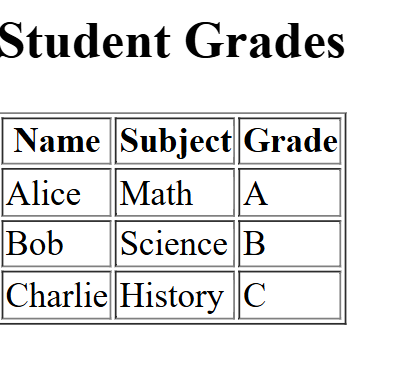 Student Grades
Name Subject Grade
Alice Math A
Bob Science B
Charlie History C